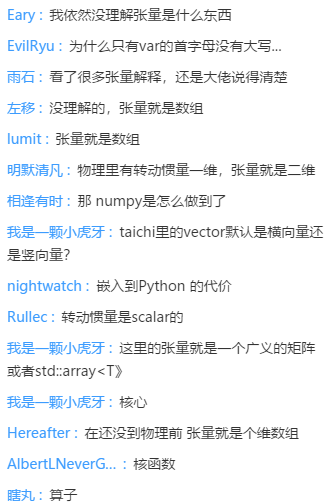 Eary： 我依然没理解张量是什么东西
EvilRyu： 为什么只有var的首字母没有大写...
雨石： 看了很多张量解释，还是大佬说得清楚
左移： 没理解的，张量就是数组
lumit： 张量就是数组
明默清凡： 物理里有转动惯量一维，张量就是二维
相逢有时： 那 numpy是怎么做到了
我是一颗小虎牙： taichi里的vector默认是横向量还
是竖向量？
nightwatch： 嵌入到Python 的代价
Rullec： 转动惯量是scalar的
我是一颗小虎牙： 这里的张量就是一个广义的矩阵
或者std::array<T》
我是一颗小虎牙： 核心
Hereafter： 在还没到物理前 张量就是个维数组
AlbertLNeverG...： 核函数
瞎丸： 算子